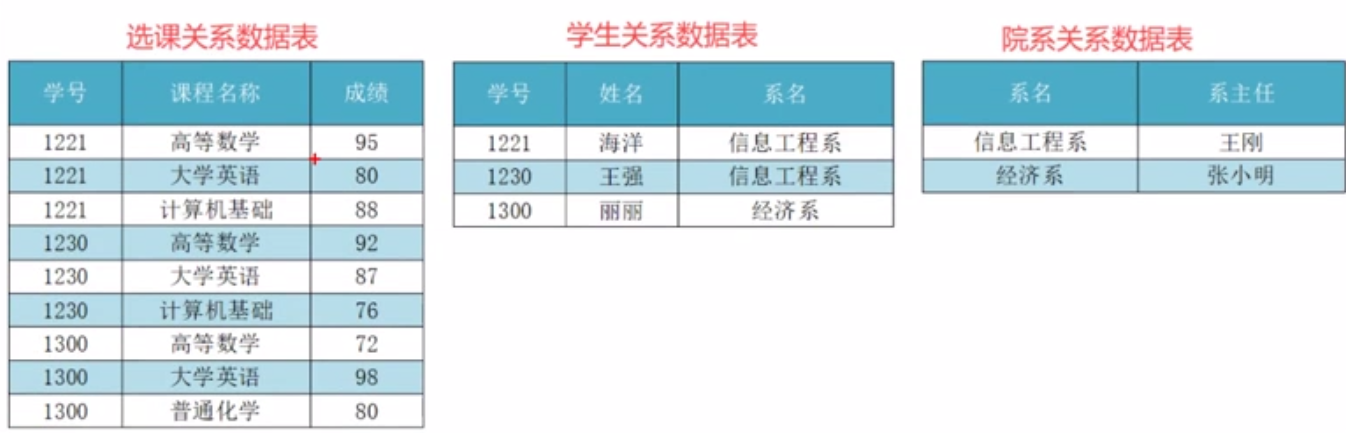 选课关系数据表
学号 课程名称 成绩
1221 高等数学 95
1221 大学英语 80
1221 计算机基础 88
1230 高等数学 92
1230 大学英语 87
1230 计算机基础 76
1300 高等数学 72
1300 大学英语 98
1300 普通化学 80
学生关系数据表
学号 姓名 系名
1221 海洋 信息工程系
1230 王强 信息工程系
1300 丽丽 经济系
院系关系数据表
系名 系主任
信息工程系 王刚
经济系 张小明